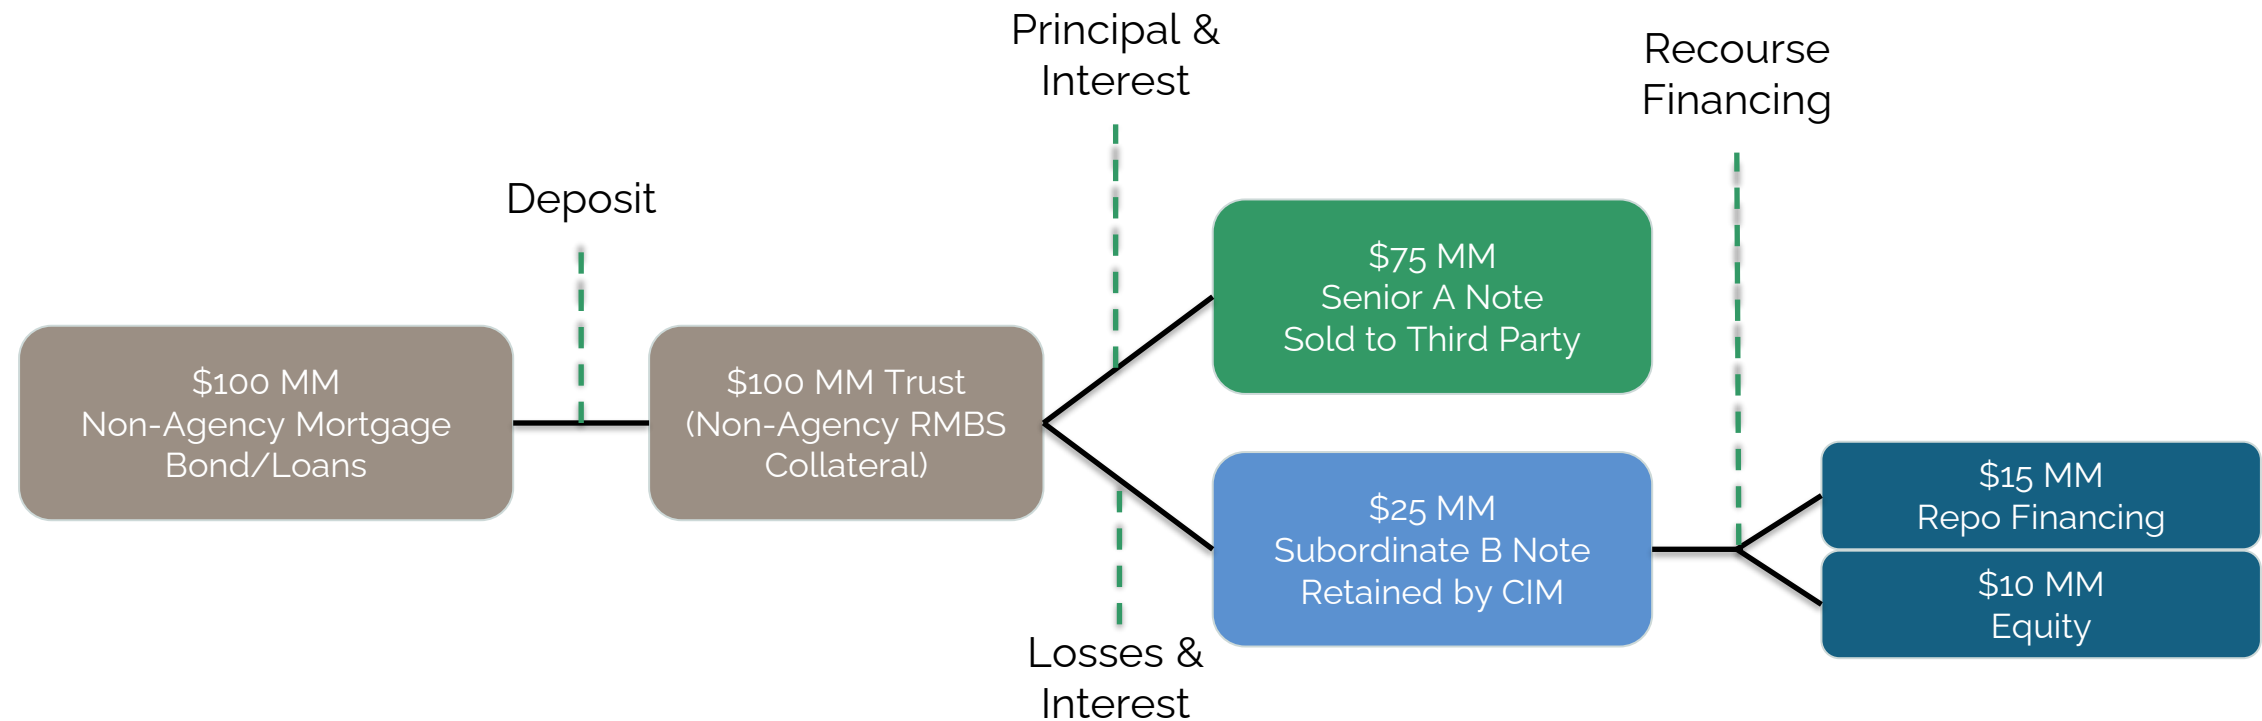 Principal &
Interest
Recourse
Financing
Deposit
$100 MM
Non-Agency Mortgage
Bond/Loans
$100 MM Trust
(Non-Agency RMBS
Collateral)
$75 MM
Senior A Note
Sold to Third Party
$25 MM
Subordinate B Note
Retained by CIM
$15 MM
Repo Financing
$10 MM
Equity
Losses &
Interest